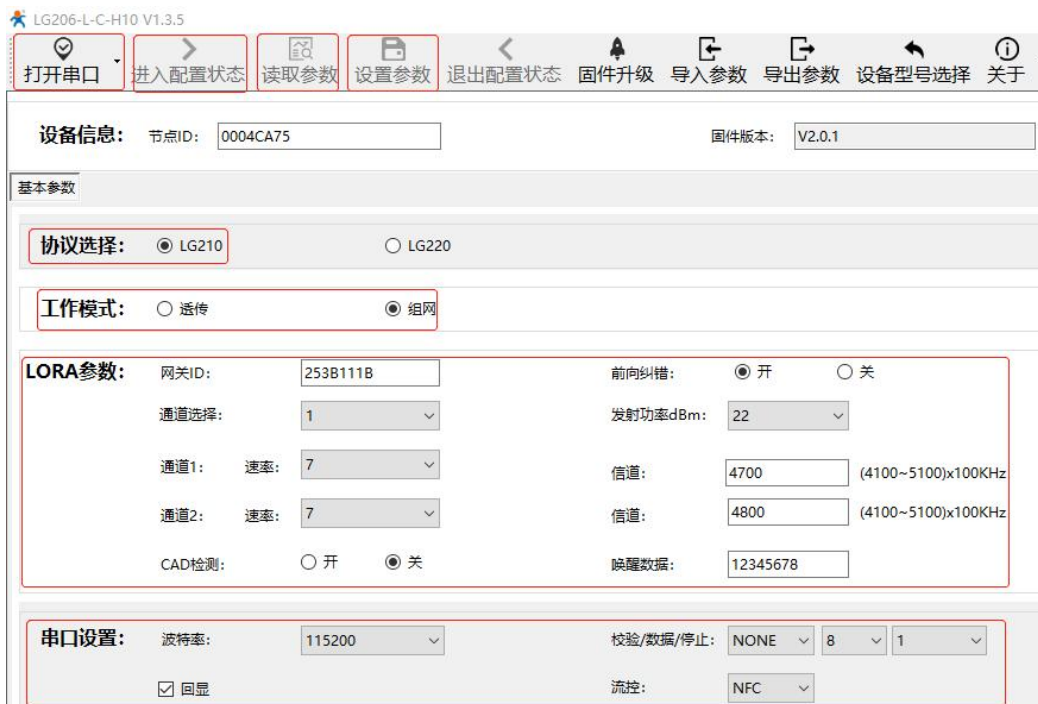 LG206-L-C-H10 V1.3.5
打开串口 进入配置状态 读取参数 设置参数 退出配置状态 固件升级 导入参数 导出参数 设备型号选择 关于
设备信息: 节点ID: 0004CA75 固件版本: V2.0.1
基本参数
协议选择: LG210 LG220
工作模式: 透传 组网
LORA参数: 网关ID: 253B111B 前向纠错: 开 关
通道选择: 1 发射功率dBm: 22
通道1: 速率: 7 信道: 4700 (4100~5100)x100KHz
通道2: 速率: 7 信道: 4800 (4100~5100)x100KHz
CAD检测: 开 关 唤醒数据: 12345678
串口设置: 波特率: 115200 校验/数据/停止: NONE 8 1
回显 流控: NFC